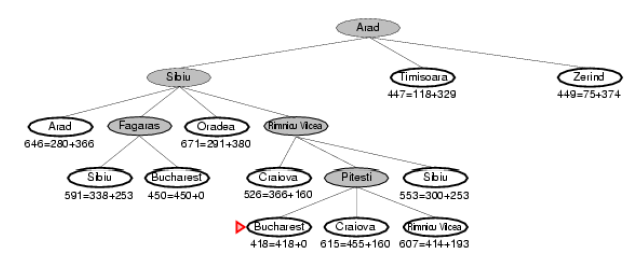 Arad
Sibiu Timisoara Zerind
447=118+329 449=75+374
Arad Fagaras Oradea Rimnicu Vilcea
646=280+366 671=291+380
Sibiu Bucharest Craiova Pitesti Sibiu
591=338+253 450=450+0 526=366+160 553=300+253
Bucharest Craiova Rimnicu Vilcea
418=418+0 615=455+160 607=414+193